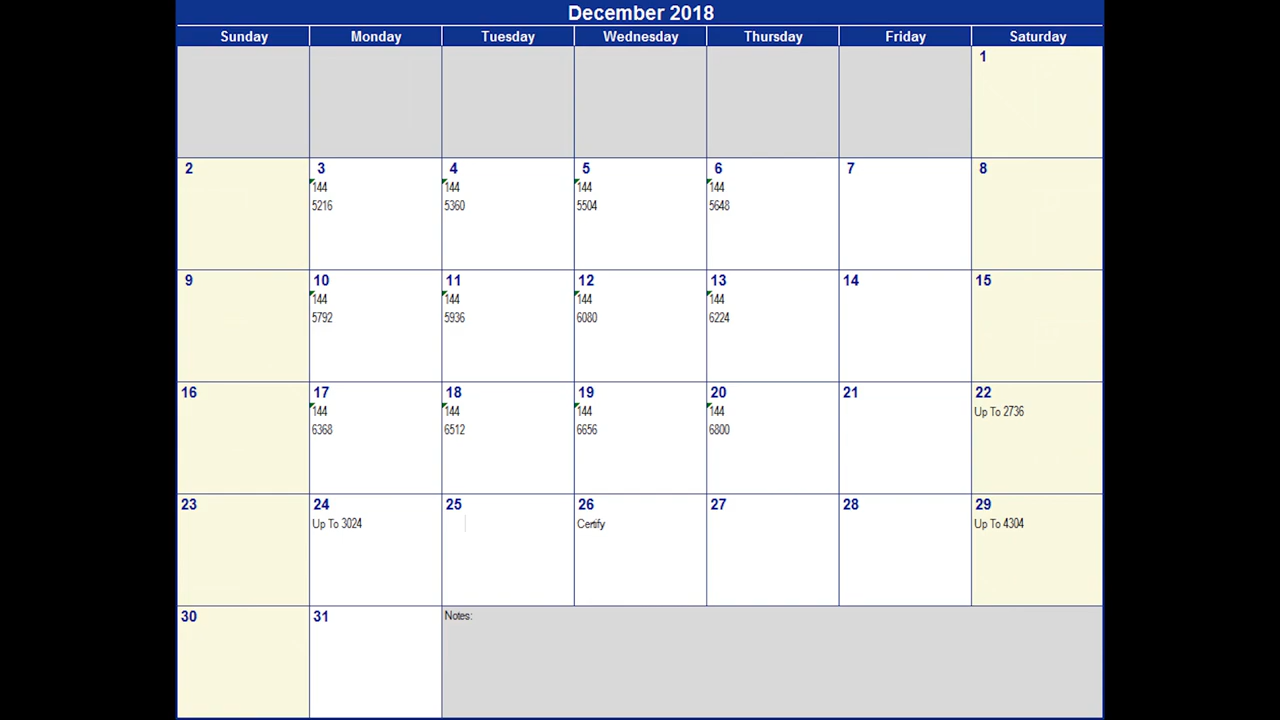 December 2018
Sunday Monday Tuesday Wednesday Thursday Friday Saturday
1
2 3 4 5 6 7 8
144 144 144 144
5216 5360 5504 5648
9 10 11 12 13 14 15
144 144 144 144
5792 5936 6080 6224
16 17 18 19 20 21 22
144 144 144 144 Up To 2736
6368 6512 6656 6800
23 24 25 26 27 28 29
Up To 3024 Certify Up To 4304
30 31 Notes: